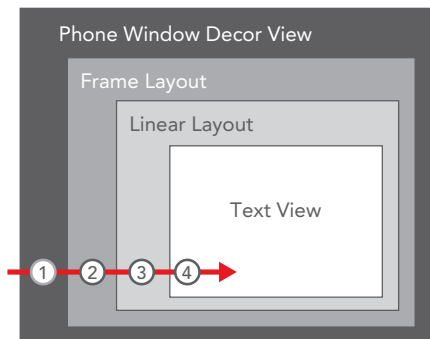 Phone Window Decor View
Frame Layout
Linear Layout
Text View
1 2 3 4